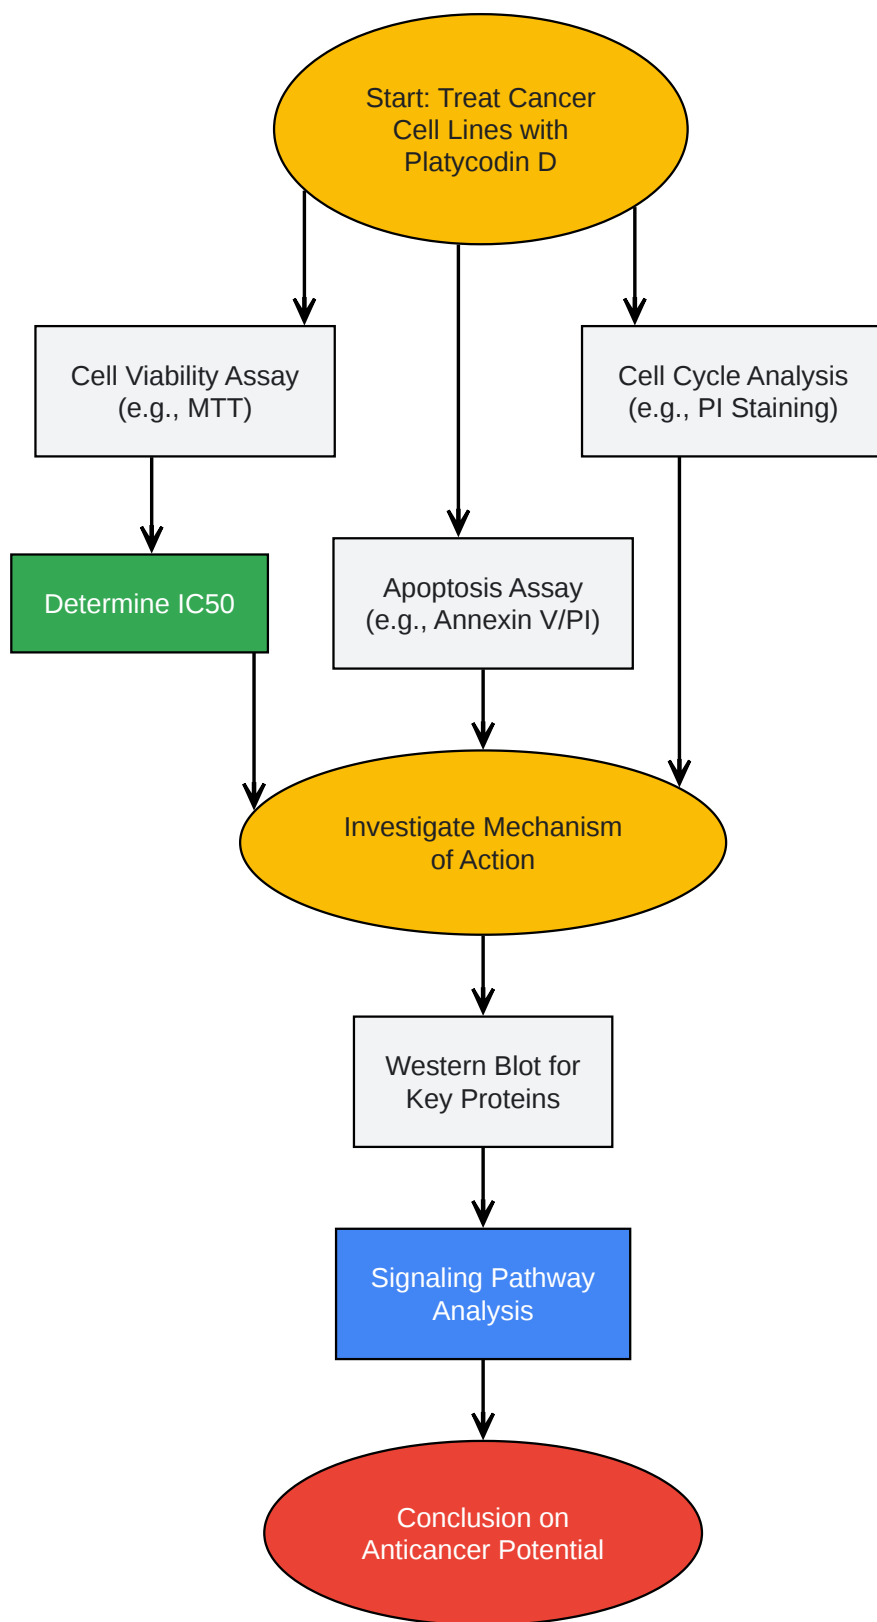 Start: Treat Cancer
Cell Lines with
Platycodin D
Cell Viability Assay
(e.g., MTT)
Cell Cycle Analysis
(e.g., PI Staining)
Determine IC50
Apoptosis Assay
(e.g., Annexin V/PI)
Investigate Mechanism
of Action
Western Blot for
Key Proteins
Signaling Pathway
Analysis
Conclusion on
Anticancer Potential